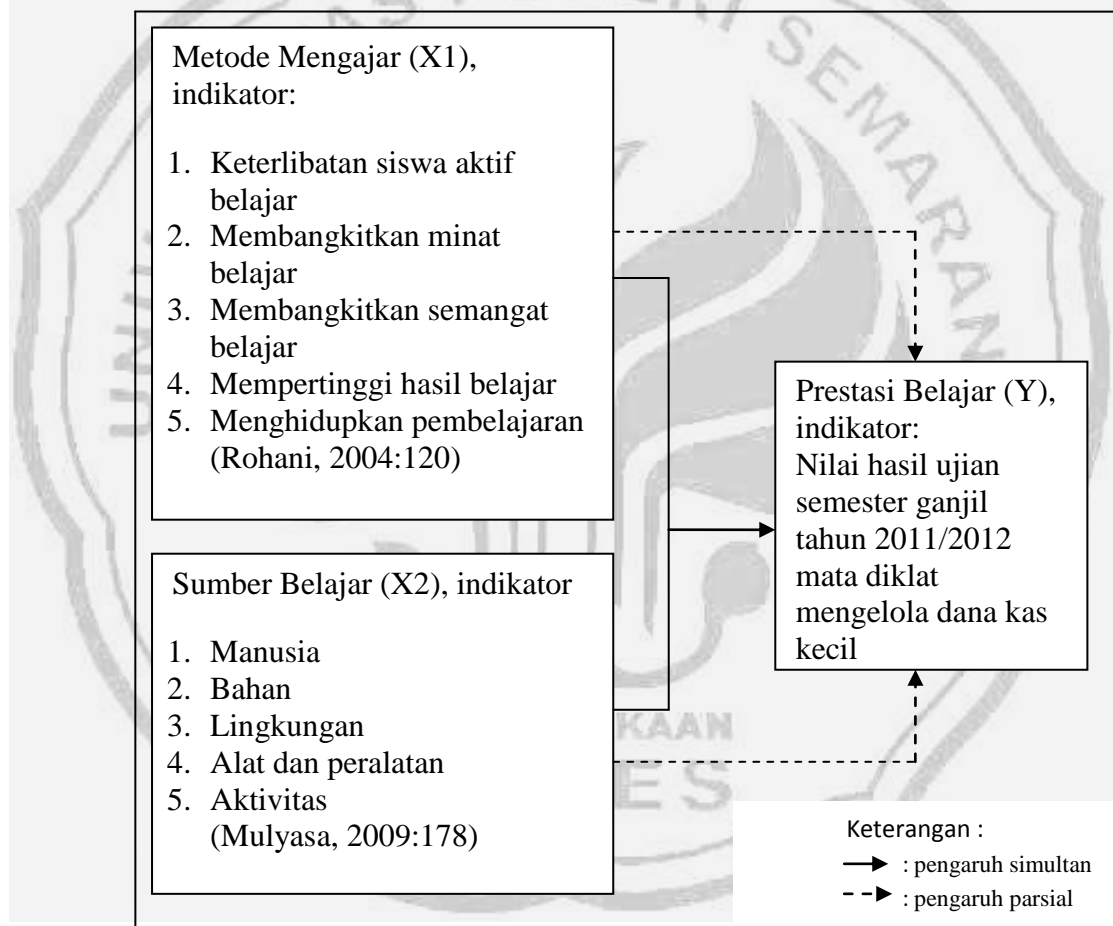 Metode Mengajar (X1),
indikator:
1. Keterlibatan siswa aktif
belajar
2. Membangkitkan minat
belajar
3. Membangkitkan semangat
belajar
4. Mempertinggi hasil belajar
5. Menghidupkan pembelajaran
(Rohani, 2004:120)
Sumber Belajar (X2), indikator
1. Manusia
2. Bahan
3. Lingkungan
4. Alat dan peralatan
5. Aktivitas
(Mulyasa, 2009:178)
Prestasi Belajar (Y),
indikator:
Nilai hasil ujian
semester ganjil
tahun 2011/2012
mata diklat
mengelola dana kas
kecil
Keterangan :
: pengaruh simultan
: pengaruh parsial